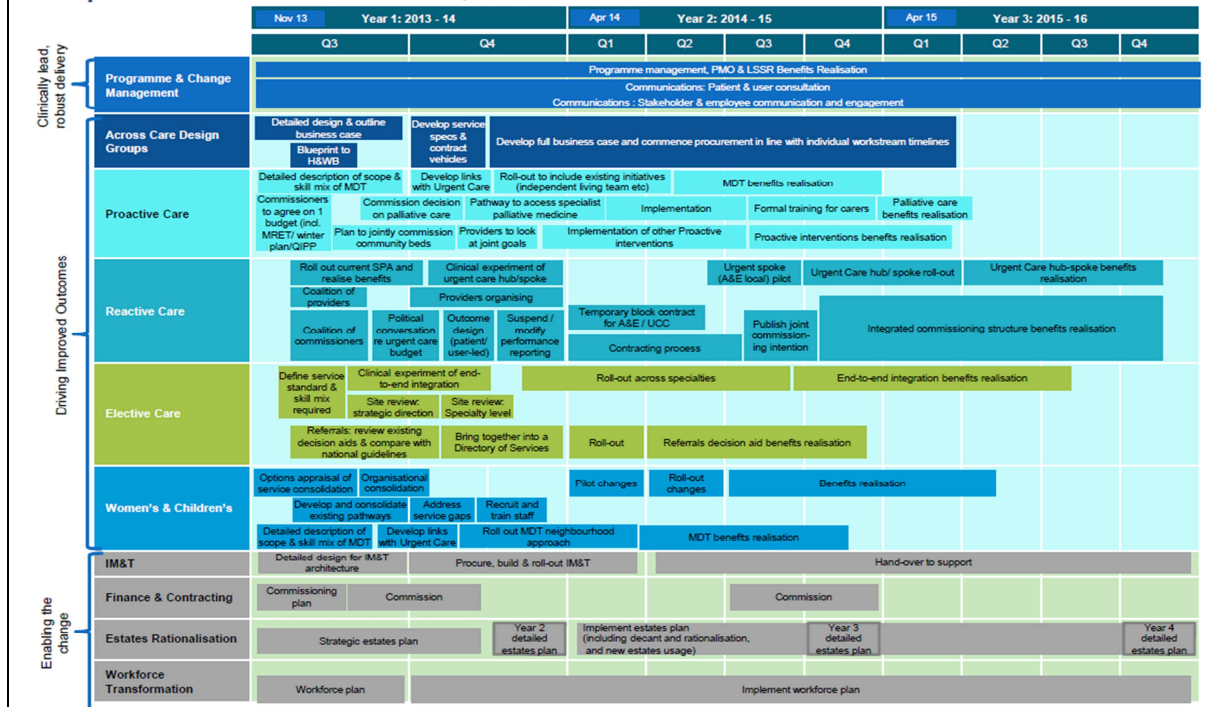 Nov 13
Year 1: 2013 - 14
Apr 14
Year 2: 2014 - 15
Apr 15
Year 3: 2015 - 16
Q3
Q4
Q1
Q2
Q3
Q4
Q1
Q2
Q3
Q4
Clinically lead,
robust delivery
Programme & Change
Management
Programme management, PMO & LSSR Benefits Realisation
Communications: Patient & user consultation
Communications : Stakeholder & employee communication and engagement
Driving Improved Outcomes
Across Care Design
Groups
Detailed design & outline
business case
Blueprint to
H&WB
Develop service
specs &
contract
vehicles
Develop full business case and commence procurement in line with individual workstream timelines
Proactive Care
Detailed description of scope &
skill mix of MDT
Develop links
with Urgent Care
Roll-out to include existing initiatives
(independent living team etc)
MDT benefits realisation
Commissioners
to agree on 1
budget (incl.
MRET/ winter
plan/QIPP
Commission decision
on palliative care
Pathway to access specialist
palliative medicine
Implementation
Formal training for carers
Palliative care
benefits realisation
Plan to jointly commission
community beds
Providers to look
at joint goals
Implementation of other Proactive
interventions
Proactive interventions benefits realisation
Reactive Care
Roll out current SPA and
realise benefits
Clinical experiment of
urgent care hub/spoke
Urgent spoke
(A&E local) pilot
Urgent Care hub/ spoke roll-out
Urgent Care hub-spoke benefits
realisation
Coalition of
providers
Providers organising
Coalition of
commissioners
Political
conversation
re urgent care
budget
Outcome
design
(patient/
user-led)
Suspend /
modify
performance
reporting
Temporary block contract
for A&E / UCC
Contracting process
Publish joint
commission-
ing intention
Integrated commissioning structure benefits realisation
Elective Care
Define service
standard &
skill mix
required
Clinical experiment of end-
to-end integration
Roll-out across specialties
End-to-end integration benefits realisation
Site review:
strategic direction
Site review:
Specialty level
Referrals: review existing
decision aids & compare with
national guidelines
Bring together into a
Directory of Services
Roll-out
Referrals decision aid benefits realisation
Women's & Children's
Options appraisal of
service consolidation
Organisational
consolidation
Pilot changes
Roll-out
changes
Benefits realisation
Develop and consolidate
existing pathways
Address
service gaps
Recruit and
train staff
Detailed description of
scope & skill mix of MDT
Develop links
with Urgent Care
Roll out MDT neighbourhood
approach
MDT benefits realisation
Enabling the
change
IM&T
Detailed design for IM&T
architecture
Procure, build & roll-out IM&T
Hand-over to support
Finance & Contracting
Commissioning
plan
Commission
Commission
Estates Rationalisation
Strategic estates plan
Year 2
detailed
estates plan
Implement estates plan
(including decant and rationalisation,
and new estates usage)
Year 3
detailed
estates plan
Year 4
detailed
estates plan
Workforce
Transformation
Workforce plan
Implement workforce plan